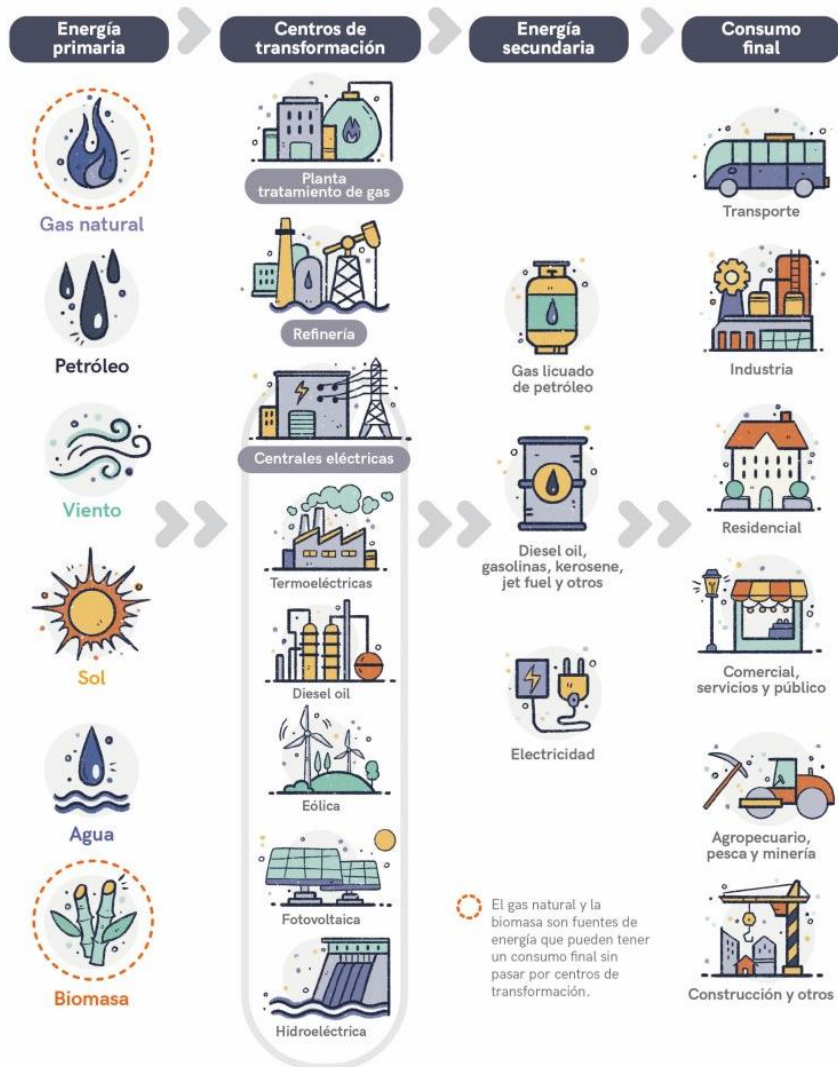 Energía
primaria
Centros de
transformación
Energía
secundaria
Consumo
final
Gas natural
Petróleo
Viento
Sol
Agua
Biomasa
Planta
tratamiento de gas
Refinería
Centrales eléctricas
Termoeléctricas
Diesel oil
Eólica
Fotovoltaica
Hidroeléctrica
Gas licuado
de petróleo
Diesel oil,
gasolinas, kerosene,
jet fuel y otros
Electricidad
El gas natural y la
biomasa son fuentes de
energía que pueden tener
un consumo final sin
pasar por centros de
transformación.
Transporte
Industria
Residencial
Comercial,
servicios y público
Agropecuario,
pesca y minería
Construcción y otros